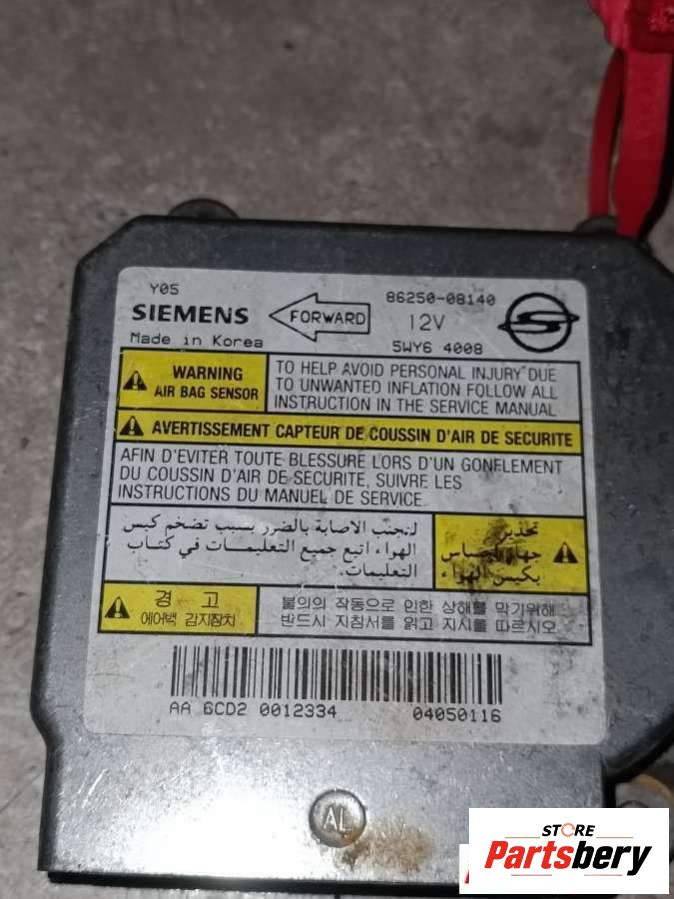 Y05
SIEMENS
Made in Korea
FORWARD
86250-08140
12V
5WY6 4008
WARNING
AIR BAG SENSOR
TO HELP AVOID PERSONAL INJURY DUE
TO UNWANTED INFLATION FOLLOW ALL
INSTRUCTION IN THE SERVICE MANUAL
AVERTISSEMENT CAPTEUR DE COUSSIN D'AIR DE SECURITE
AFIN D'EVITER TOUTE BLESSURE LORS D'UN GONFLEMENT
DU COUSSIN D'AIR DE SECURITE, SUIVRE LES
INSTRUCTIONS DU MANUEL DE SERVICE
تحذير
جهاز إحساس
بكيس الهواء
لتجنب الاصابة بالضرر بسبب تضخم كيس
الهواء اتبع جميع التعليمات في كتاب
التعليمات.
경 고
에어백 감지장치
불의의 작동으로 인한 상해를 막기위해
반드시 지침서를 읽고 지시를 따르시오
AA 6CD2 0012334
04050116
AL
STORE
Partsbery